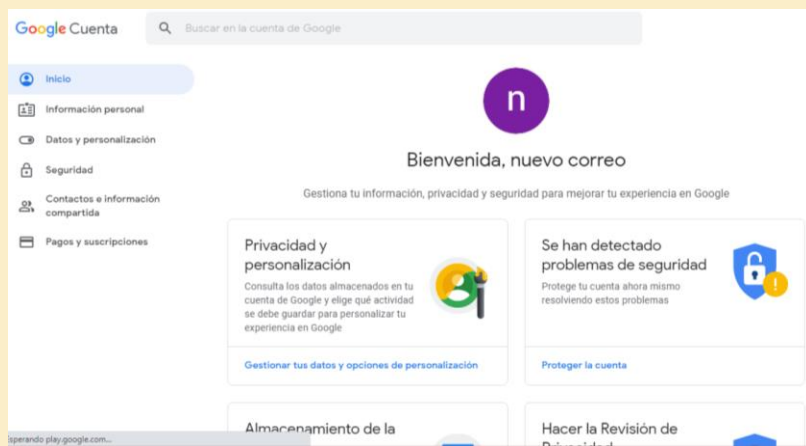 Google Cuenta
Buscar en la cuenta de Google
Inicio
Información personal
Datos y personalización
Seguridad
Contactos e información
compartida
Pagos y suscripciones
n
Bienvenida, nuevo correo
Gestiona tu información, privacidad y seguridad para mejorar tu experiencia en Google
Privacidad y
personalización
Consulta los datos almacenados en tu
cuenta de Google y elige qué actividad
se debe guardar para personalizar tu
experiencia en Google
Gestionar tus datos y opciones de personalización
Se han detectado
problemas de seguridad
Protege tu cuenta ahora mismo
resolviendo estos problemas
Proteger la cuenta
Almacenamiento de la
Hacer la Revisión de
Privacidad
sperando play.google.com...